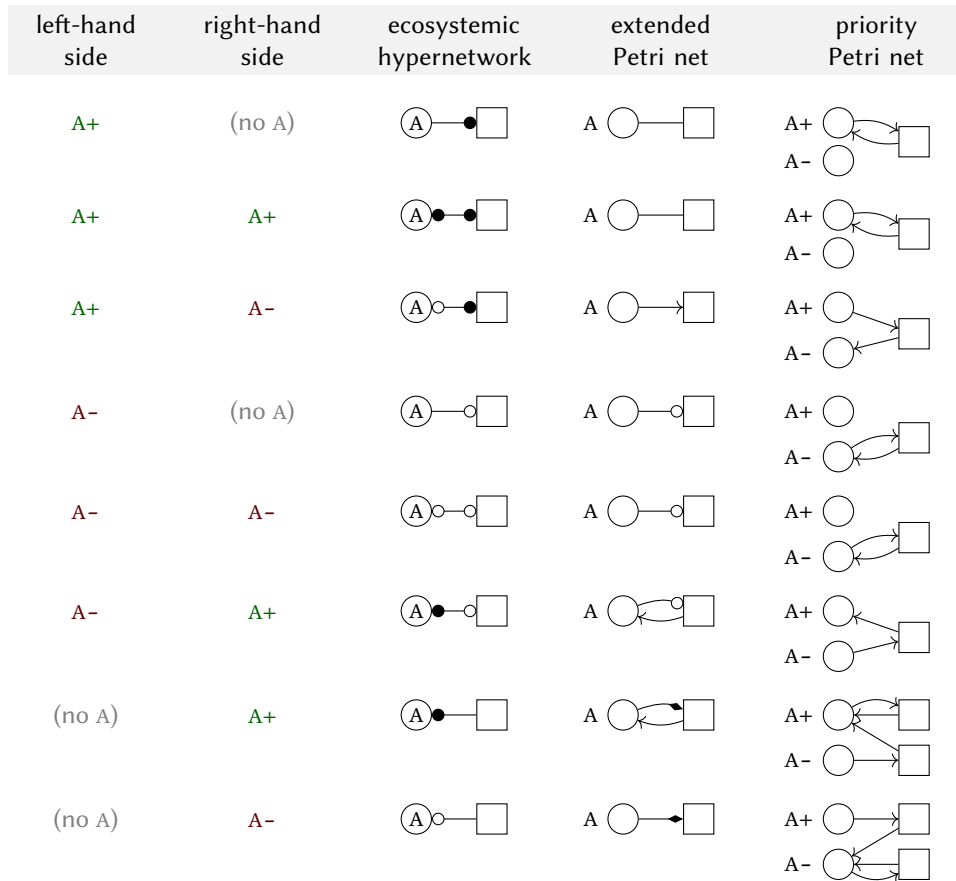 left-hand side right-hand side ecosystemic hypernetwork extended Petri net priority Petri net
A+ (no A) A A A+ A-
A+ A+ A A A+ A-
A+ A- A A A+ A-
A- (no A) A A A+ A-
A- A- A A A+ A-
A- A+ A A A+ A-
(no A) A+ A A A+ A-
(no A) A- A A A+ A-